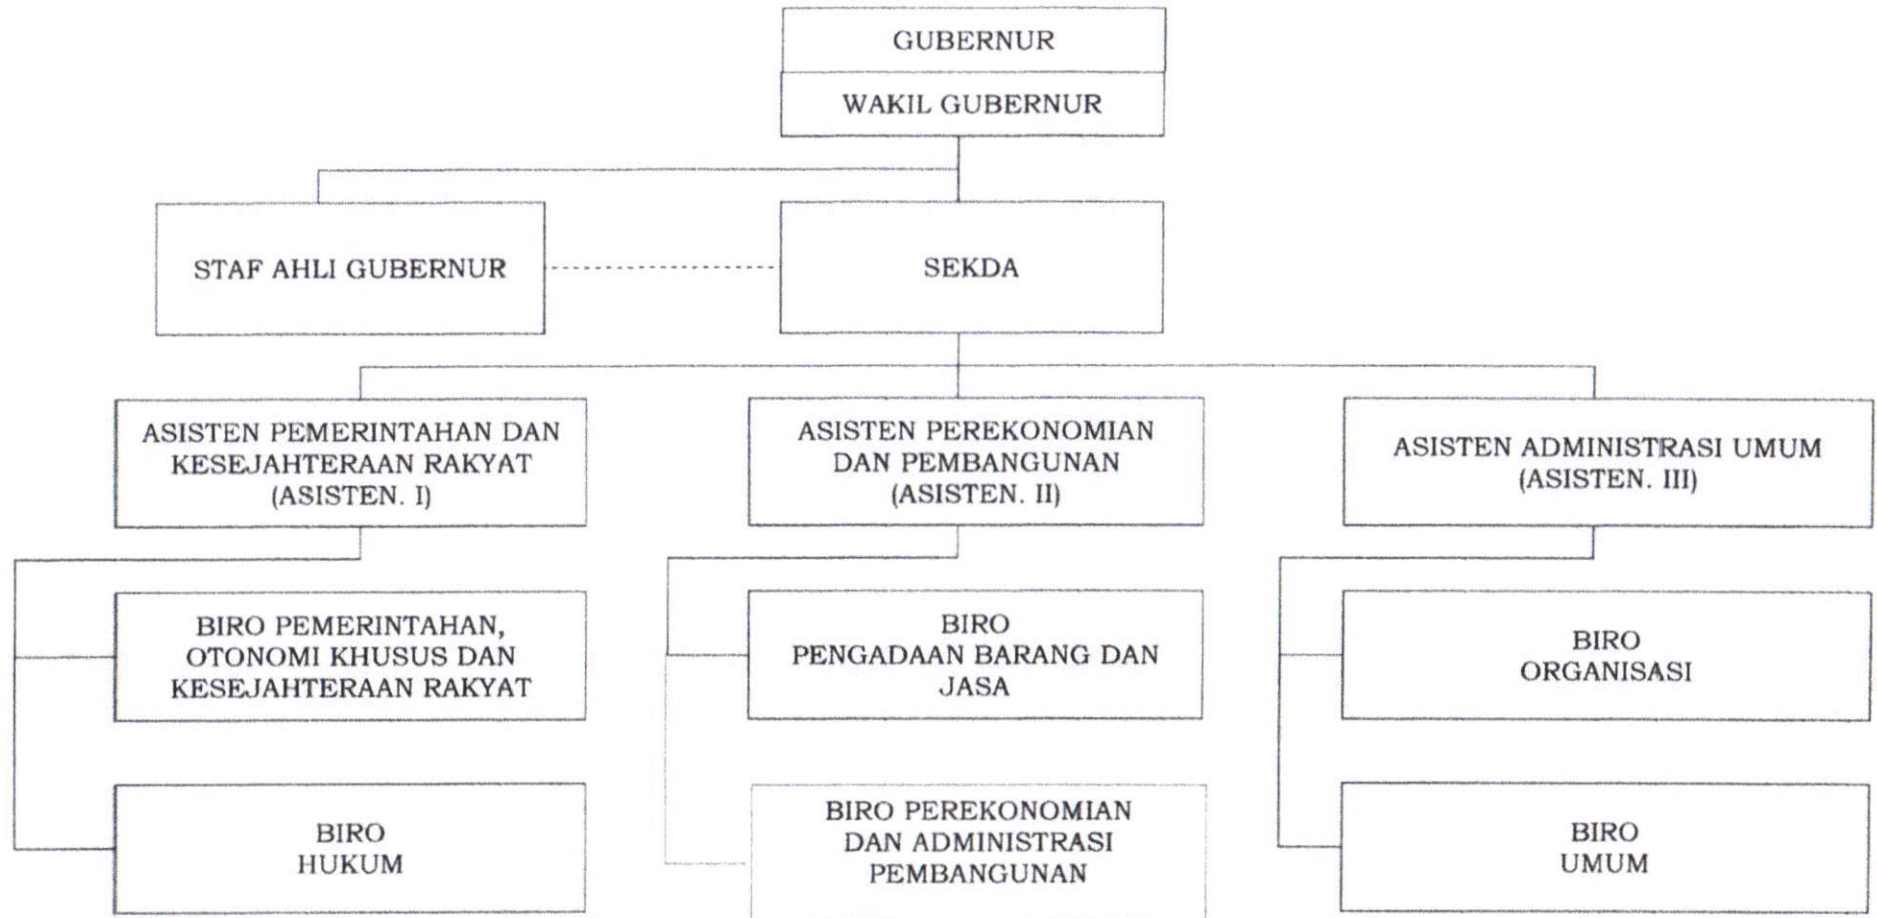 GUBERNUR
WAKIL GUBERNUR
STAF AHLI GUBERNUR
SEKDA
ASISTEN PEMERINTAHAN DAN
KESEJAHTERAAN RAKYAT
(ASISTEN. I)
ASISTEN PEREKONOMIAN
DAN PEMBANGUNAN
(ASISTEN. II)
ASISTEN ADMINISTRASI UMUM
(ASISTEN. III)
BIRO PEMERINTAHAN,
OTONOMI KHUSUS DAN
KESEJAHTERAAN RAKYAT
BIRO
PENGADAAN BARANG DAN
JASA
BIRO
ORGANISASI
BIRO
HUKUM
BIRO PEREKONOMIAN
DAN ADMINISTRASI
PEMBANGUNAN
BIRO
UMUM